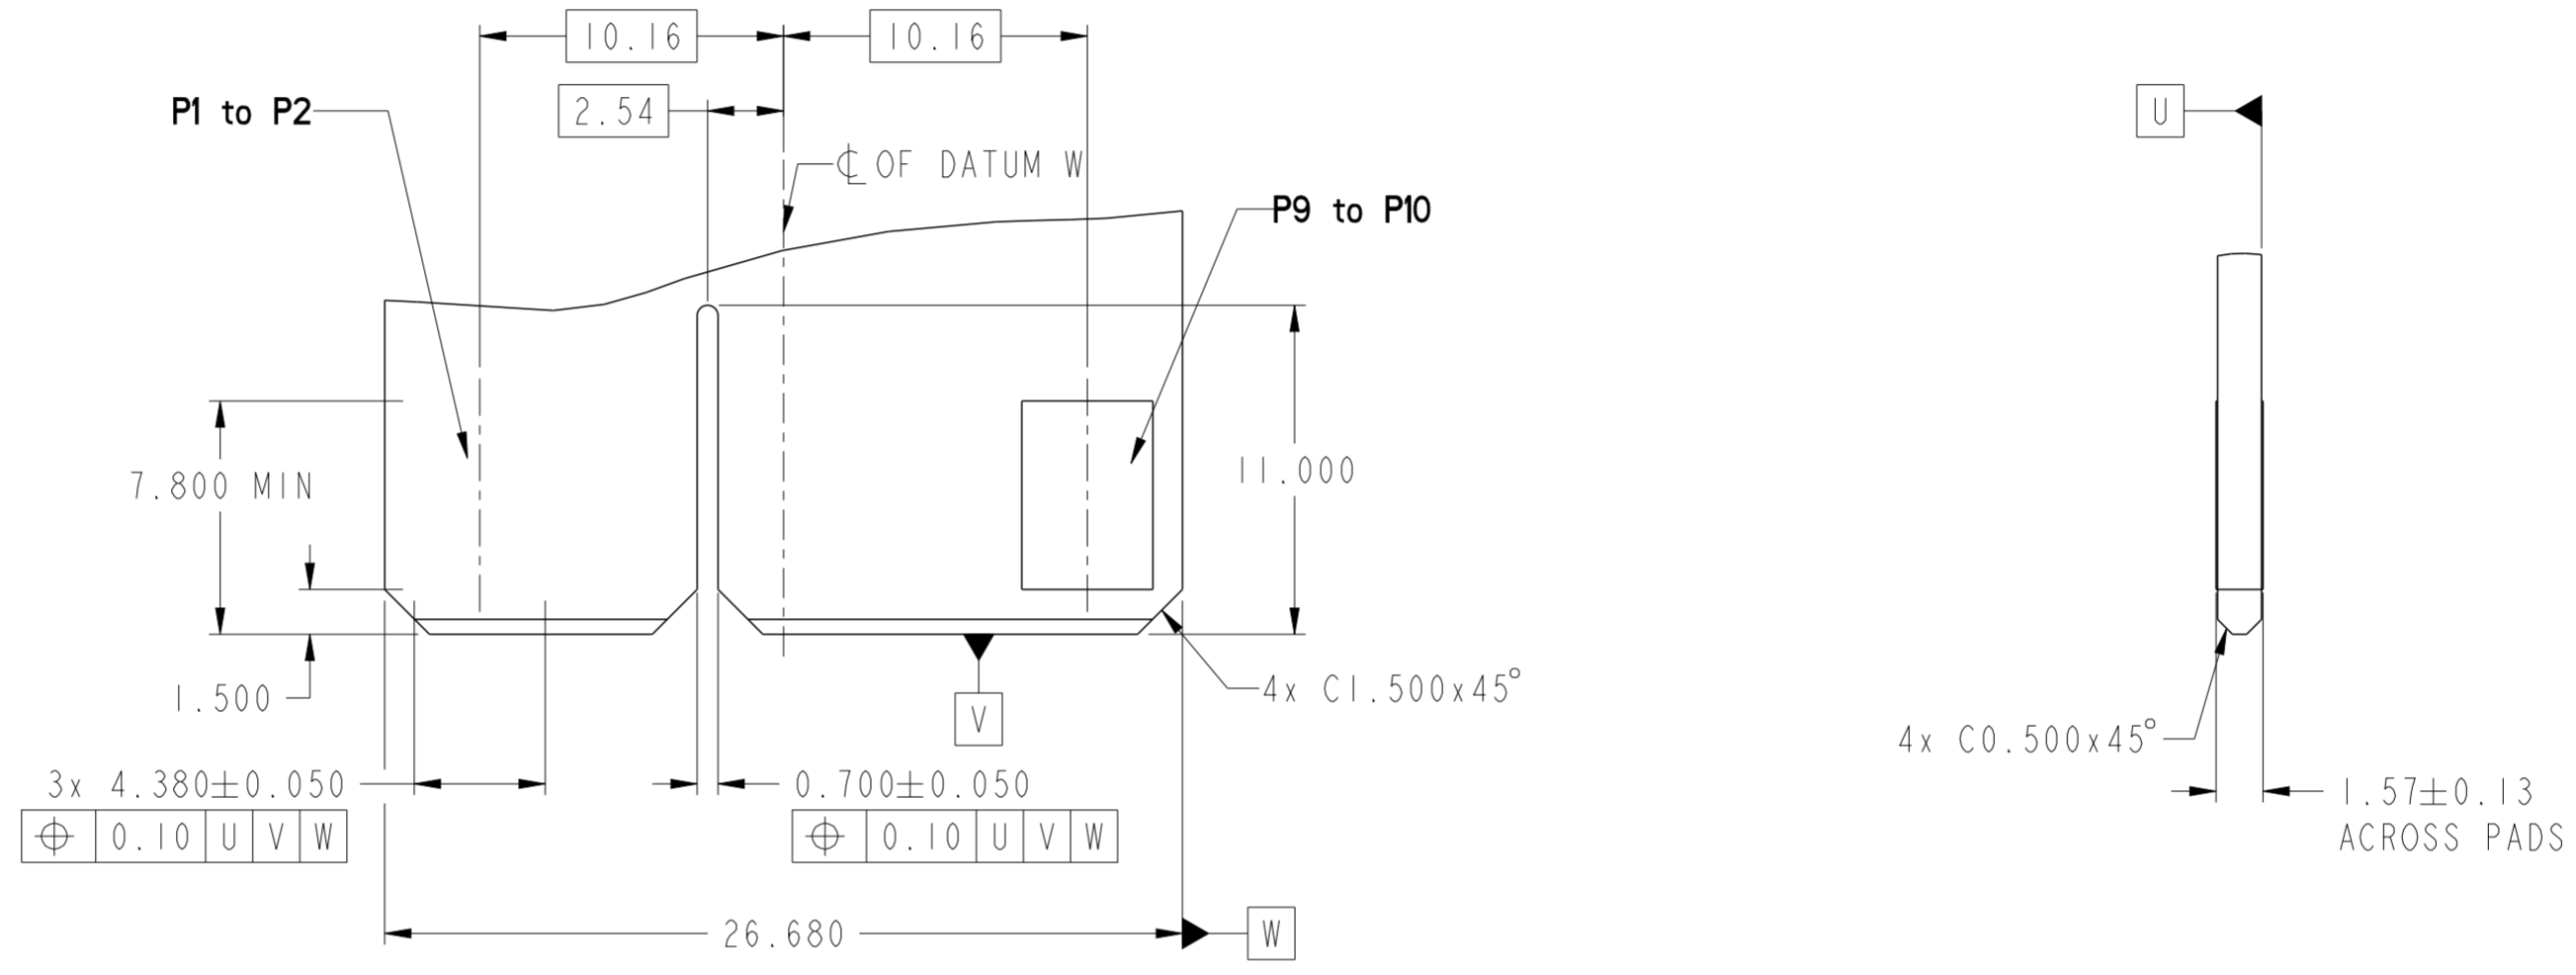 10.16
10.16
2.54
P1 to P2
U
℄ OF DATUM W
P9 to P10
7.800 MIN
11.000
1.500
4x C1.500x45°
V
4x C0.500x45°
3x 4.380±0.050
0.700±0.050
1.57±0.13
ACROSS PADS
⌖ 0.10 U V W
⌖ 0.10 U V W
26.680
W